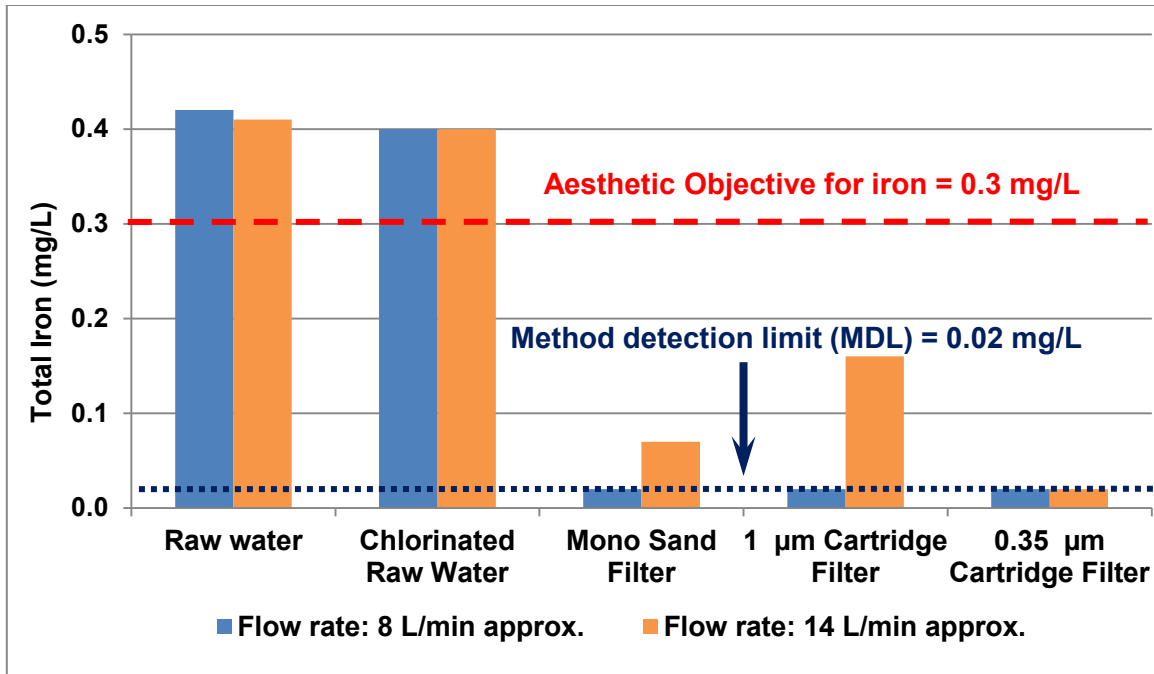 0.5
0.4
0.3
0.2
0.1
0.0
Total Iron (mg/L)
Aesthetic Objective for iron = 0.3 mg/L
Method detection limit (MDL) = 0.02 mg/L
Raw water
Chlorinated
Raw Water
Mono Sand
Filter
1 µm Cartridge
Filter
0.35 µm
Cartridge Filter
Flow rate: 8 L/min approx.
Flow rate: 14 L/min approx.